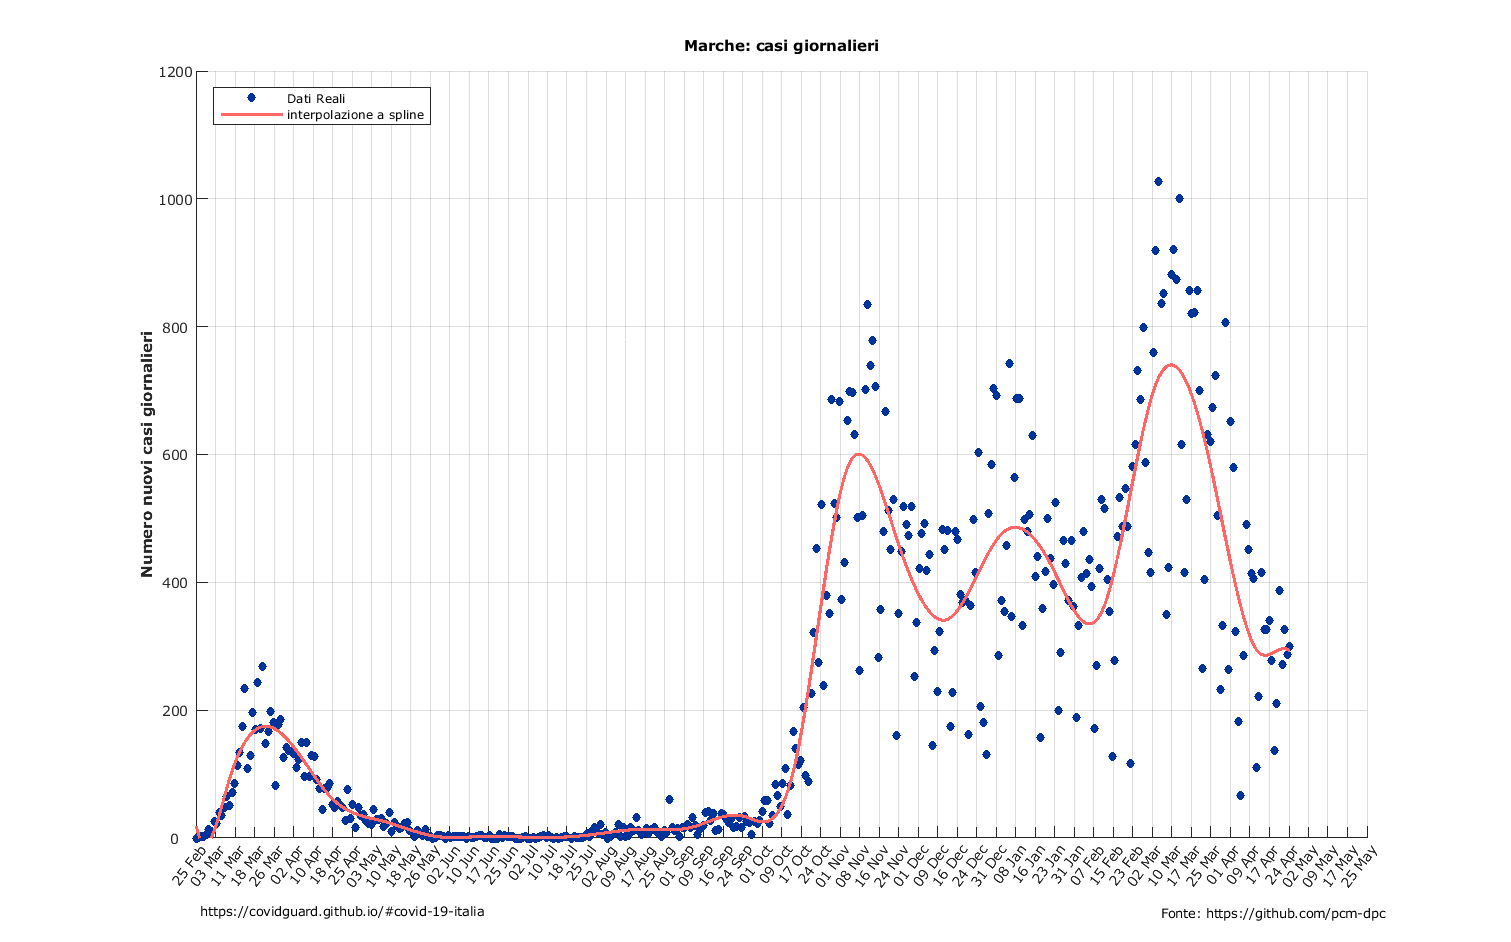 Marche: casi giornalieri
Dati Reali
interpolazione a spline
Numero nuovi casi giornalieri
1200
1000
800
600
400
200
0
25 Feb
03 Mar
11 Mar
18 Mar
26 Mar
02 Apr
10 Apr
18 Apr
25 Apr
03 May
10 May
18 May
26 May
02 Jun
10 Jun
17 Jun
25 Jun
02 Jul
10 Jul
18 Jul
25 Jul
02 Aug
09 Aug
17 Aug
25 Aug
01 Sep
09 Sep
16 Sep
24 Sep
01 Oct
09 Oct
17 Oct
24 Oct
01 Nov
08 Nov
16 Nov
24 Nov
01 Dec
09 Dec
16 Dec
24 Dec
31 Dec
08 Jan
16 Jan
23 Jan
31 Jan
07 Feb
15 Feb
23 Feb
02 Mar
10 Mar
17 Mar
25 Mar
01 Apr
09 Apr
17 Apr
24 Apr
02 May
09 May
17 May
25 May
https://covidguard.github.io/#covid-19-italia
Fonte: https://github.com/pcm-dpc